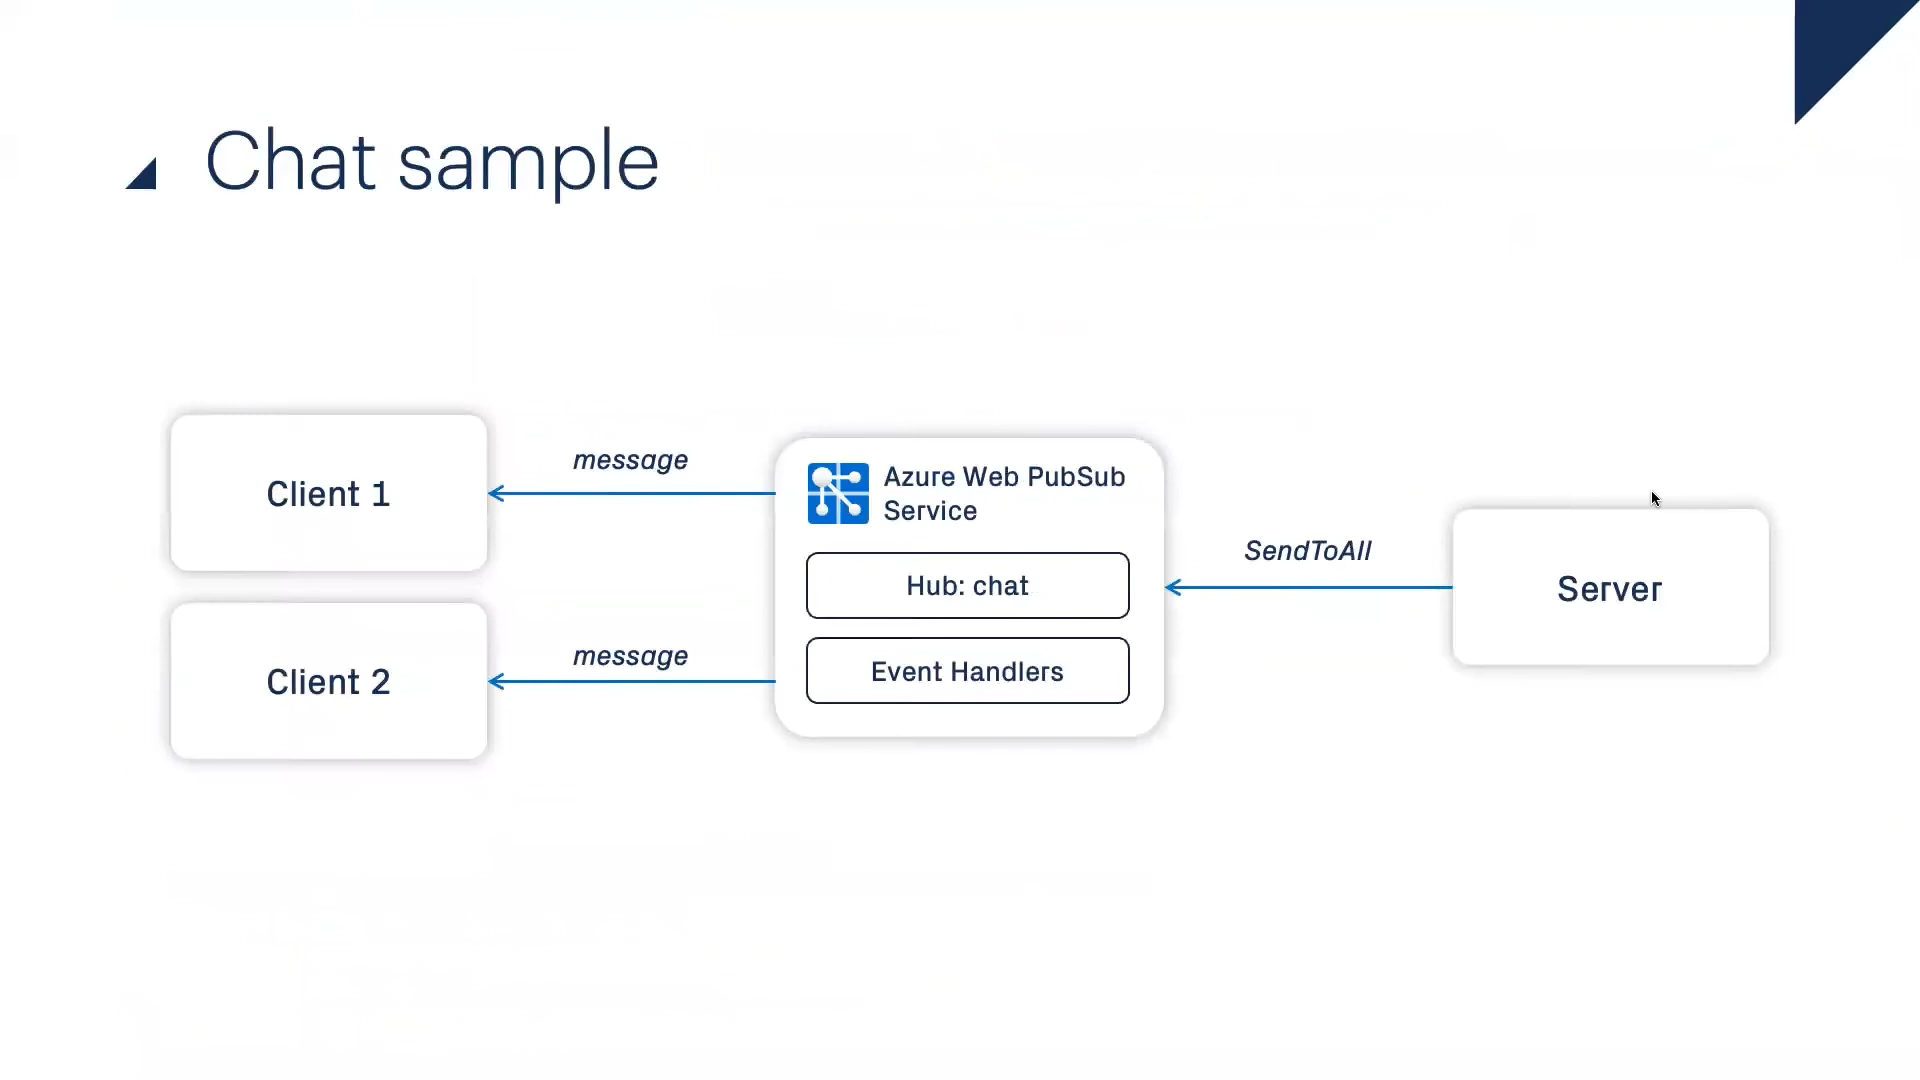 Chat sample
Client 1
message
Azure Web PubSub
Service
Hub: chat
Event Handlers
SendToAll
Server
Client 2
message